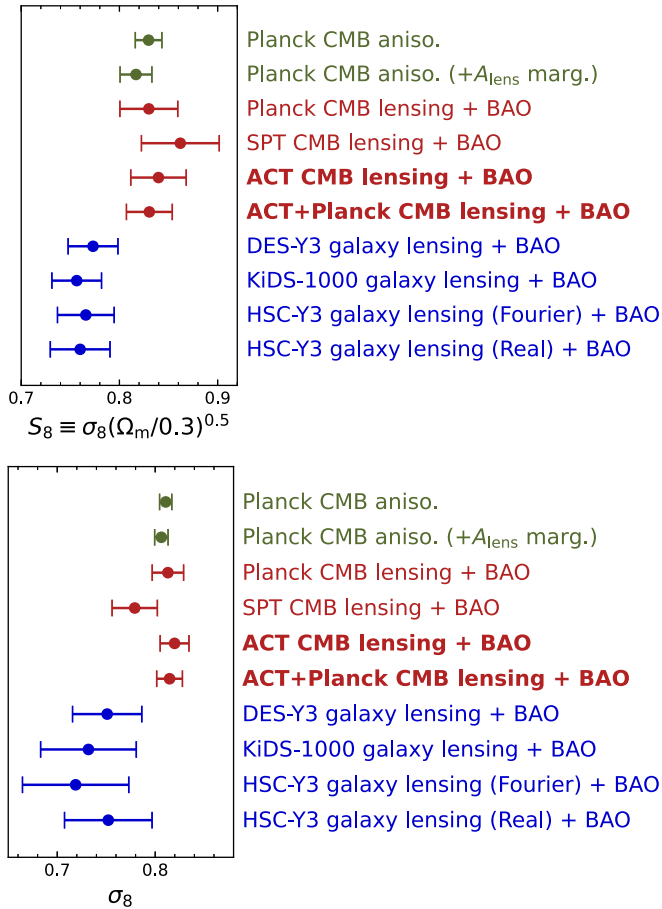 Planck CMB aniso.
Planck CMB aniso. (+A_lens marg.)
Planck CMB lensing + BAO
SPT CMB lensing + BAO
ACT CMB lensing + BAO
ACT+Planck CMB lensing + BAO
DES-Y3 galaxy lensing + BAO
KiDS-1000 galaxy lensing + BAO
HSC-Y3 galaxy lensing (Fourier) + BAO
HSC-Y3 galaxy lensing (Real) + BAO
0.7 0.8 0.9
S₈ ≡ σ₈(Ωₘ/0.3)⁰·⁵
Planck CMB aniso.
Planck CMB aniso. (+A_lens marg.)
Planck CMB lensing + BAO
SPT CMB lensing + BAO
ACT CMB lensing + BAO
ACT+Planck CMB lensing + BAO
DES-Y3 galaxy lensing + BAO
KiDS-1000 galaxy lensing + BAO
HSC-Y3 galaxy lensing (Fourier) + BAO
HSC-Y3 galaxy lensing (Real) + BAO
0.7 0.8
σ₈